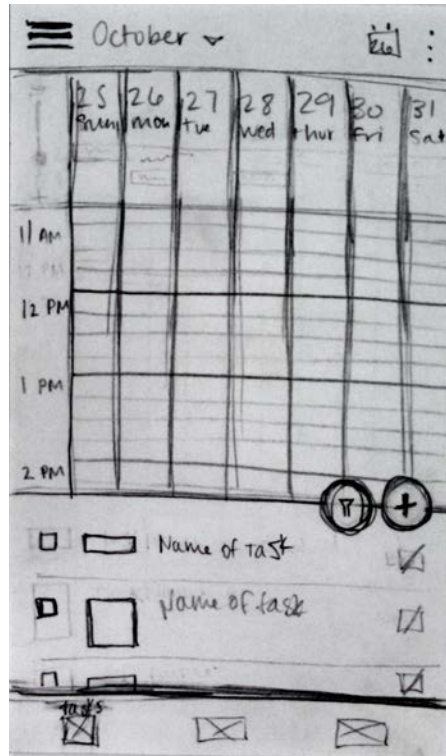 October
26
25 26 27 28 29 30 31
Sun mon tue wed thur fri sat
11 AM
12 PM
1 PM
2 PM
Name of task
Name of task
tasks